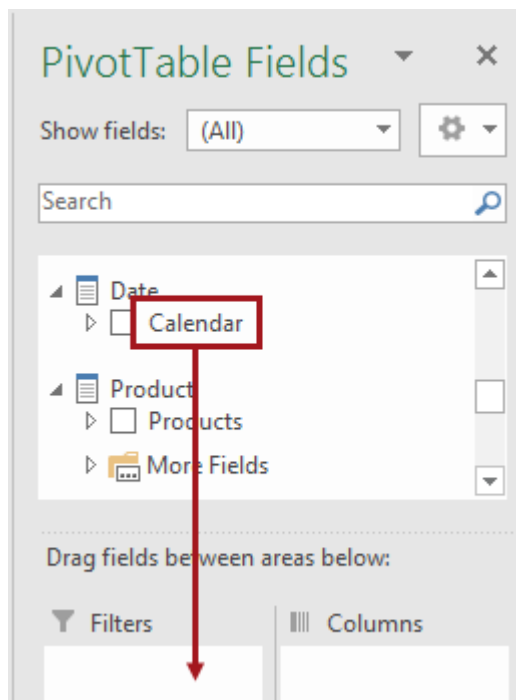 PivotTable Fields
Show fields: (All)
Search
Date
Calendar
Product
Products
More Fields
Drag fields between areas below:
Filters Columns